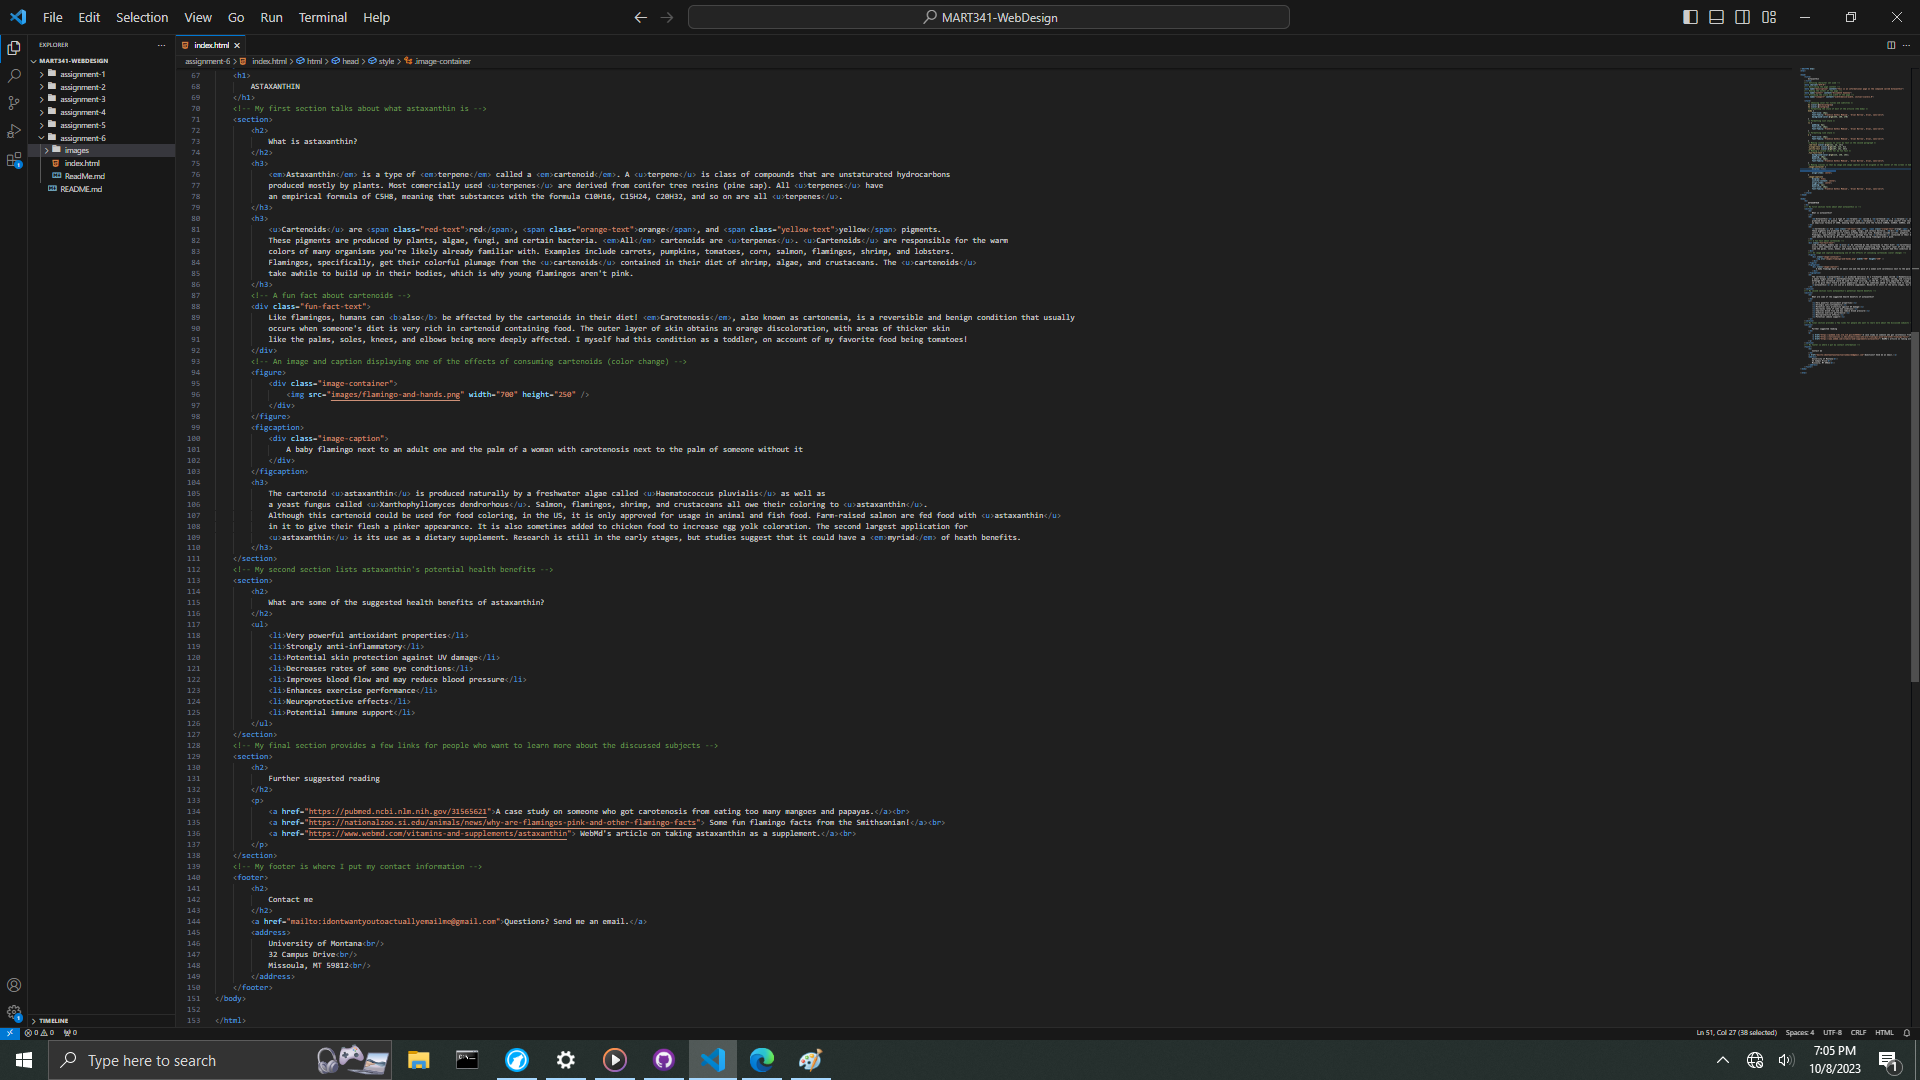 File Edit Selection View Go Run Terminal Help
MART341-WebDesign
EXPLORER
index.html
MART341-WEBDESIGN
assignment-1
assignment-2
assignment-3
assignment-4
assignment-5
assignment-6
images
index.html
ReadMe.md
README.md
TIMELINE
assignment-6 > index.html > html > head > style > .image-container
67 <h1>
68 ASTAXANTHIN
69 </h1>
70 <!-- My first section talks about what astaxanthin is -->
71 <section>
72 <h2>
73 What is astaxanthin?
74 </h2>
75 <h3>
76 <em>Astaxanthin</em> is a type of <em>terpene</em> called a <em>cartenoid</em>. A <u>terpene</u> is class of compounds that are unstaturated hydrocarbons
77 produced mostly by plants. Most comercially used <u>terpenes</u> are derived from conifer tree resins (pine sap). All <u>terpenes</u> have
78 an empirical formula of C5H8, meaning that substances with the formula C10H16, C15H24, C20H32, and so on are all <u>terpenes</u>.
79 </h3>
80 <h3>
81 <u>Cartenoids</u> are <span class="red-text">red</span>, <span class="orange-text">orange</span>, and <span class="yellow-text">yellow</span> pigments.
82 These pigments are produced by plants, algae, fungi, and certain bacteria. <em>All</em> cartenoids are <u>terpenes</u>. <u>Cartenoids</u> are responsible for the warm
83 colors of many organisms you're likely already familiar with. Examples include carrots, pumpkins, tomatoes, corn, salmon, flamingos, shrimp, and lobsters.
84 Flamingos, specifically, get their colorful plumage from the <u>cartenoids</u> contained in their diet of shrimp, algae, and crustaceans. The <u>cartenoids</u>
85 take awhile to build up in their bodies, which is why young flamingos aren't pink.
86 </h3>
87 <!-- A fun fact about cartenoids -->
88 <div class="fun-fact-text">
89 Like flamingos, humans can <b>also</b> be affected by the cartenoids in their diet! <em>Carotenosis</em>, also known as cartonemia, is a reversible and benign condition that usually
90 occurs when someone's diet is very rich in cartenoid containing food. The outer layer of skin obtains an orange discoloration, with areas of thicker skin
91 like the palms, soles, knees, and elbows being more deeply affected. I myself had this condition as a toddler, on account of my favorite food being tomatoes!
92 </div>
93 <!-- An image and caption displaying one of the effects of consuming cartenoids (color change) -->
94 <figure>
95 <div class="image-container">
96 <img src="images/flamingo-and-hands.png" width="700" height="250" />
97 </div>
98 </figure>
99 <figcaption>
100 <div class="image-caption">
101 A baby flamingo next to an adult one and the palm of a woman with carotenosis next to the palm of someone without it
102 </div>
103 </figcaption>
104 <h3>
105 The cartenoid <u>astaxanthin</u> is produced naturally by a freshwater algae called <u>Haematococcus pluvialis</u> as well as
106 a yeast fungus called <u>Xanthophyllomyces dendrorhous</u>. Salmon, flamingos, shrimp, and crustaceans all owe their coloring to <u>astaxanthin</u>.
107 Although this cartenoid could be used for food coloring, in the US, it is only approved for usage in animal and fish food. Farm-raised salmon are fed food with <u>astaxanthin</u>
108 in it to give their flesh a pinker appearance. It is also sometimes added to chicken food to increase egg yolk coloration. The second largest application for
109 <u>astaxanthin</u> is its use as a dietary supplement. Research is still in the early stages, but studies suggest that it could have a <em>myriad</em> of heath benefits.
110 </h3>
111 </section>
112 <!-- My second section lists astaxanthin's potential health benefits -->
113 <section>
114 <h2>
115 What are some of the suggested health benefits of astaxanthin?
116 </h2>
117 <ul>
118 <li>Very powerful antioxidant properties</li>
119 <li>Strongly anti-inflammatory</li>
120 <li>Potential skin protection against UV damage</li>
121 <li>Decreases rates of some eye condtions</li>
122 <li>Improves blood flow and may reduce blood pressure</li>
123 <li>Enhances exercise performance</li>
124 <li>Neuroprotective effects</li>
125 <li>Potential immune support</li>
126 </ul>
127 </section>
128 <!-- My final section provides a few links for people who want to learn more about the discussed subjects -->
129 <section>
130 <h2>
131 Further suggested reading
132 </h2>
133 <p>
134 <a href="https://pubmed.ncbi.nlm.nih.gov/31565621">A case study on someone who got carotenosis from eating too many mangoes and papayas.</a><br>
135 <a href="https://nationalzoo.si.edu/animals/news/why-are-flamingos-pink-and-other-flamingo-facts"> Some fun flamingo facts from the Smithsonian!</a><br>
136 <a href="https://www.webmd.com/vitamins-and-supplements/astaxanthin"> WebMd's article on taking astaxanthin as a supplement.</a><br>
137 </p>
138 </section>
139 <!-- My footer is where I put my contact information -->
140 <footer>
141 <h2>
142 Contact me
143 </h2>
144 <a href="mailto:idontwantyoutoactuallyemailme@gmail.com">Questions? Send me an email.</a>
145 <address>
146 University of Montana<br/>
147 32 Campus Drive<br/>
148 Missoula, MT 59812<br/>
149 </address>
150 </footer>
151 </body>
152
153 </html>
0 0 0
Ln 51, Col 27 (38 selected) Spaces: 4 UTF-8 CRLF HTML
Type here to search
7:05 PM
10/8/2023
1